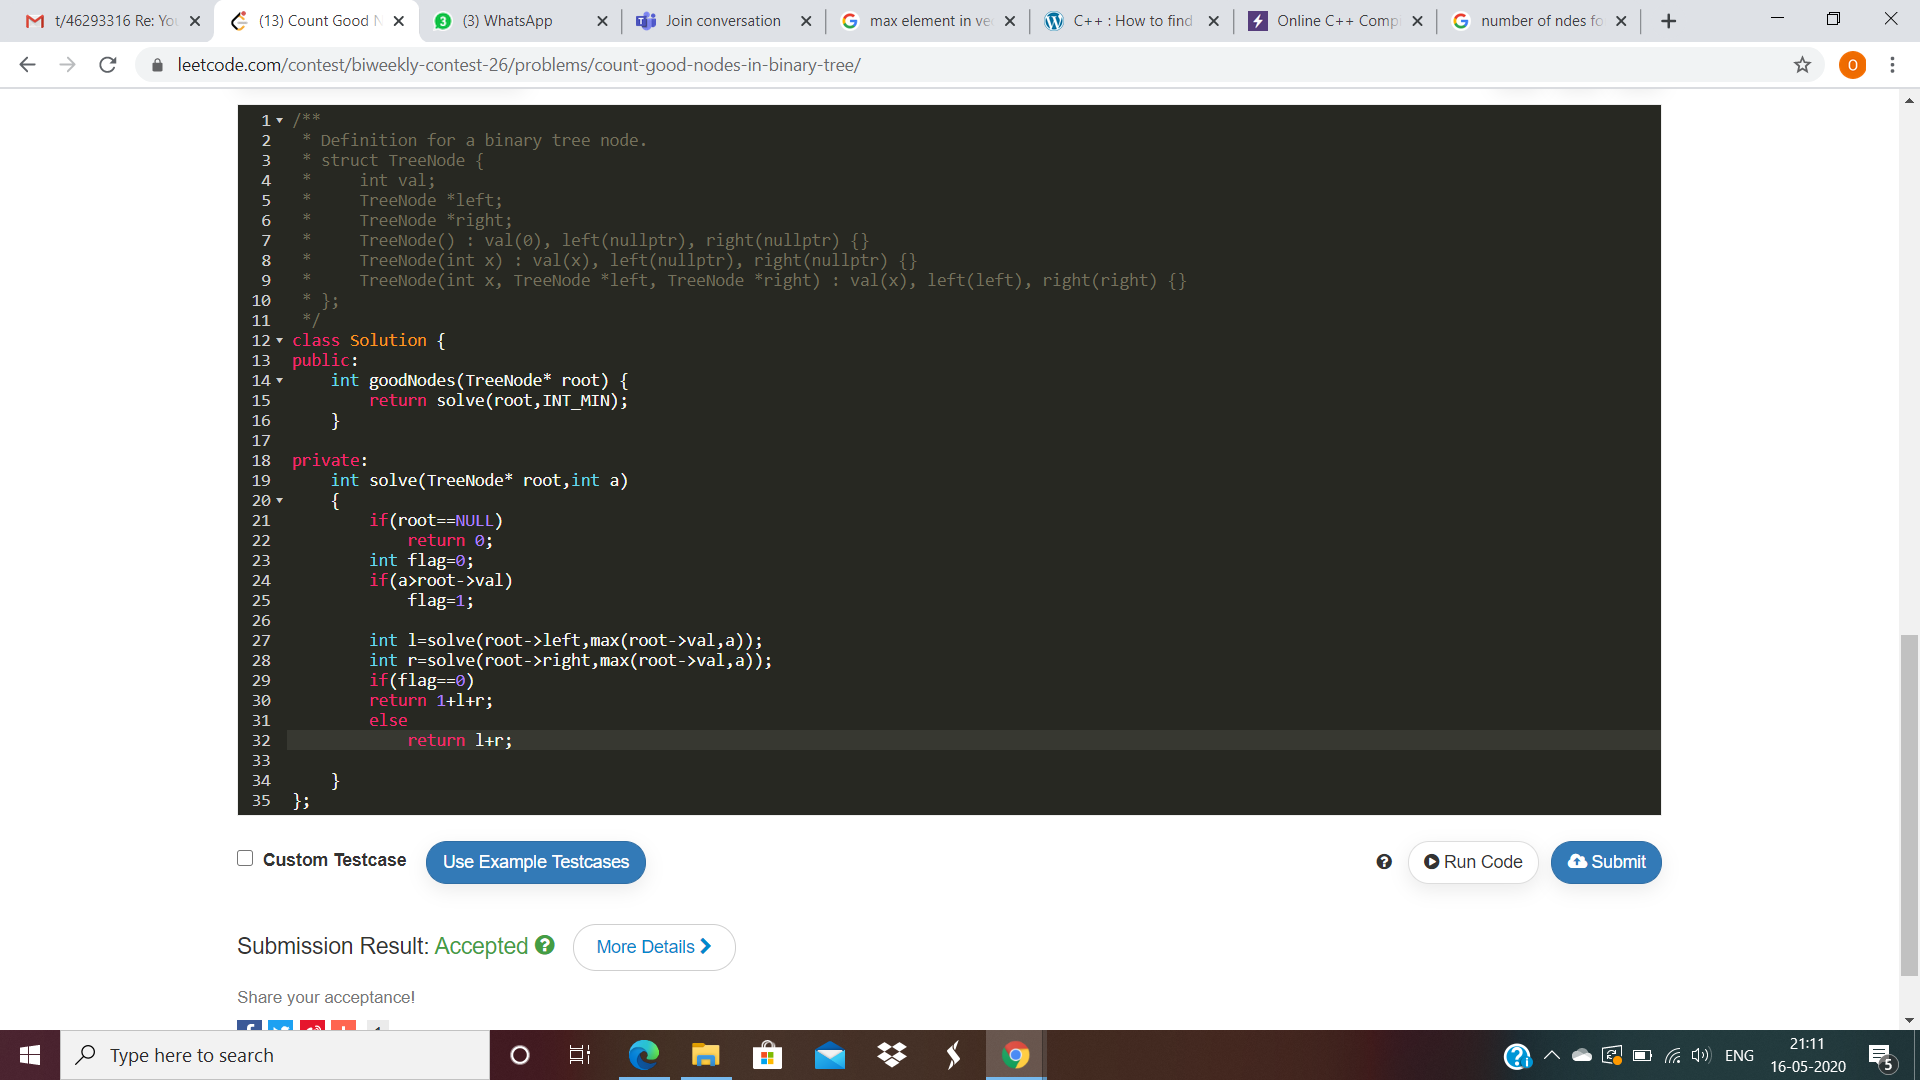 t/46293316 Re: Yo
(13) Count Good N
3
(3) WhatsApp
Join conversation
max element in ve
C++ : How to find
Online C++ Comp
number of ndes fo
leetcode.com/contest/biweekly-contest-26/problems/count-good-nodes-in-binary-tree/
O
1 /**
2  * Definition for a binary tree node.
3  * struct TreeNode {
4  *     int val;
5  *     TreeNode *left;
6  *     TreeNode *right;
7  *     TreeNode() : val(0), left(nullptr), right(nullptr) {}
8  *     TreeNode(int x) : val(x), left(nullptr), right(nullptr) {}
9  *     TreeNode(int x, TreeNode *left, TreeNode *right) : val(x), left(left), right(right) {}
10  * };
11  */
12 class Solution {
13 public:
14     int goodNodes(TreeNode* root) {
15         return solve(root,INT_MIN);
16     }
17
18 private:
19     int solve(TreeNode* root,int a)
20     {
21         if(root==NULL)
22             return 0;
23         int flag=0;
24         if(a>root->val)
25             flag=1;
26
27         int l=solve(root->left,max(root->val,a));
28         int r=solve(root->right,max(root->val,a));
29         if(flag==0)
30         return 1+l+r;
31         else
32             return l+r;
33
34     }
35 };
Custom Testcase
Use Example Testcases
Run Code
Submit
Submission Result: Accepted
More Details
Share your acceptance!
Type here to search
ENG
21:11
16-05-2020
5